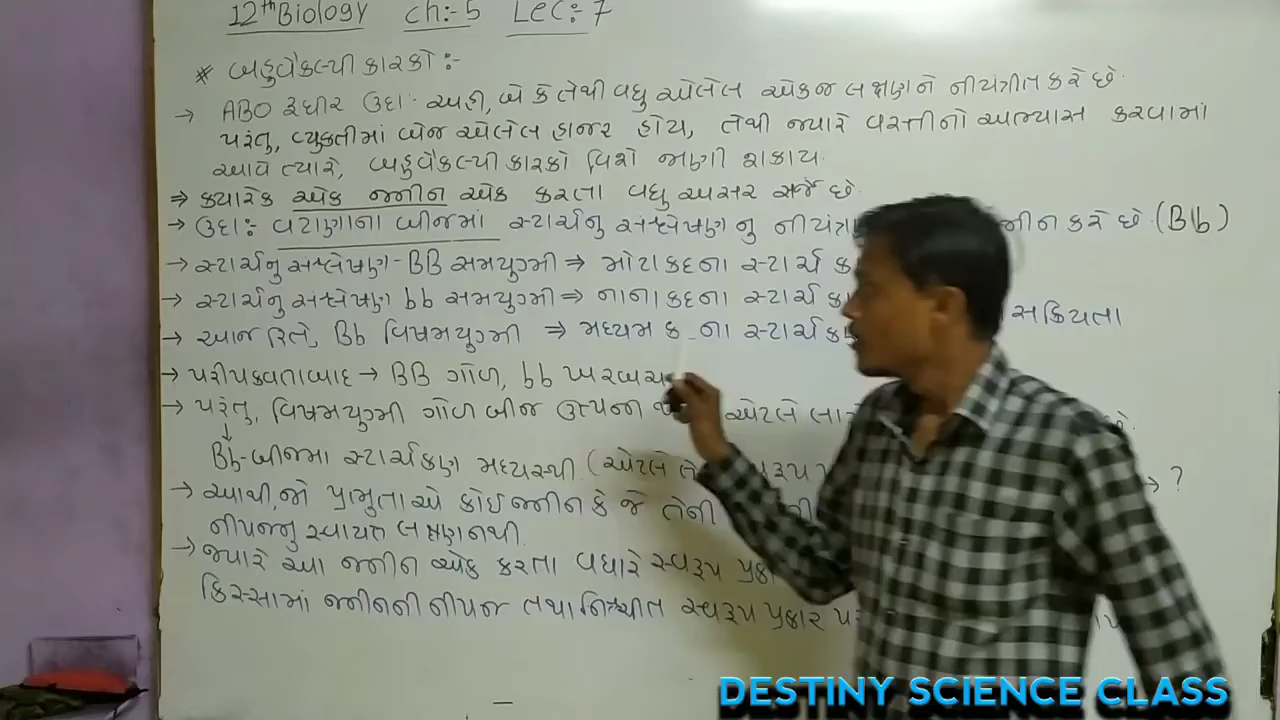 12th Biology ch:-5 Lec:7
* બહુવૈકલ્પી કારકો :-
→ ABO રૂધીર ઉદા. અહી, બે કે તેથી વધુ એલેલ એકજ લક્ષણ ને નીયંત્રીત કરે છે.
પરંતુ, વ્યક્તીમાં બેજ એલેલ હાજર હોય, તેથી જ્યારે વસ્તીનો અભ્યાસ કરવામાં
આવે ત્યારે, બહુવૈકલ્પી કારકો વિશે જાણી શકાય.
⇒ ક્યારેક એક જનીન એક કરતા વધુ અસર સર્જે છે.
→ ઉદા: વટાણાના બીજમાં સ્ટાર્ચનુ સંશ્લેષણ નુ જનીન કરે છે (Bb)
→ સ્ટાર્ચનુ સંશ્લેષણ-BB સમયુગ્મી ⇒ મોટા કદના સ્ટાર્ચ
→ સ્ટાર્ચનુ સંશ્લેષણ bb સમયુગ્મી ⇒ નાના કદના સ્ટાર્ચ સક્રિયતા
→ આજ રિતે, Bb વિષમયુગ્મી ⇒ મધ્યમ ના સ્ટાર્ચ
→ પરીપક્વતાબાદ → BB ગોળ, bb
→ પરંતુ, વિષમયુગ્મી ગોળ બીજ ઉત્પન્ન એટલે
↓
Bb-બીજમા સ્ટાર્ચકણ મધ્યસ્થી (એટલે → ?
→ આથી, જો પ્રભુતા એ કોઇ જનીન કે જે તેની
નીપજનુ સ્વાયત્ત લક્ષણ નથી.
→ જ્યારે આ જનીન એક કરતા વધારે સ્વરૂપ
કિસ્સામાં જનીનની નીપજ તથા નિશ્ચીત સ્વરૂપ પ્રકાર
DESTINY SCIENCE CLASS